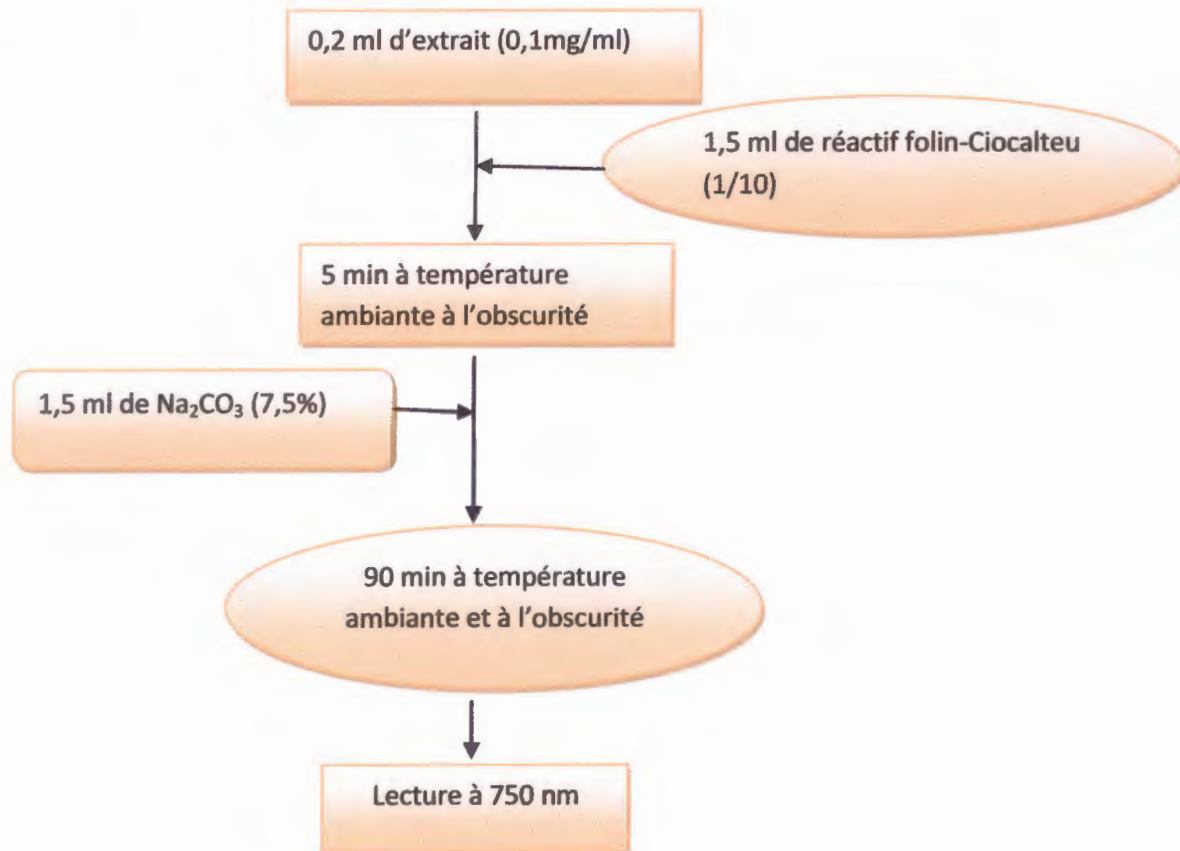 0,2 ml d'extrait (0,1mg/ml)
1,5 ml de réactif folin-Ciocalteu
(1/10)
5 min à température
ambiante à l'obscurité
1,5 ml de Na₂CO₃ (7,5%)
90 min à température
ambiante et à l'obscurité
Lecture à 750 nm